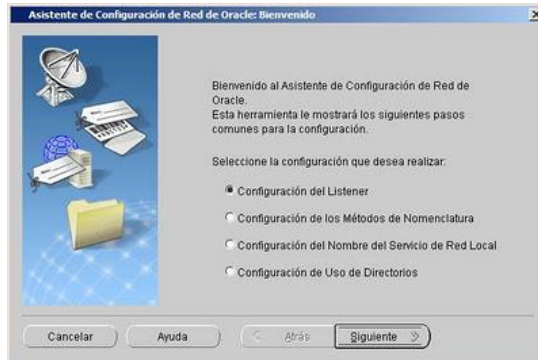 Asistente de Configuración de Red de Oracle: Bienvenido
Bienvenido al Asistente de Configuración de Red de
Oracle.
Esta herramienta le mostrará los siguientes pasos
comunes para la configuración.
Seleccione la configuración que desea realizar:
Configuración del Listener
Configuración de los Métodos de Nomenclatura
Configuración del Nombre del Servicio de Red Local
Configuración de Uso de Directorios
Cancelar
Ayuda
Atrás
Siguiente